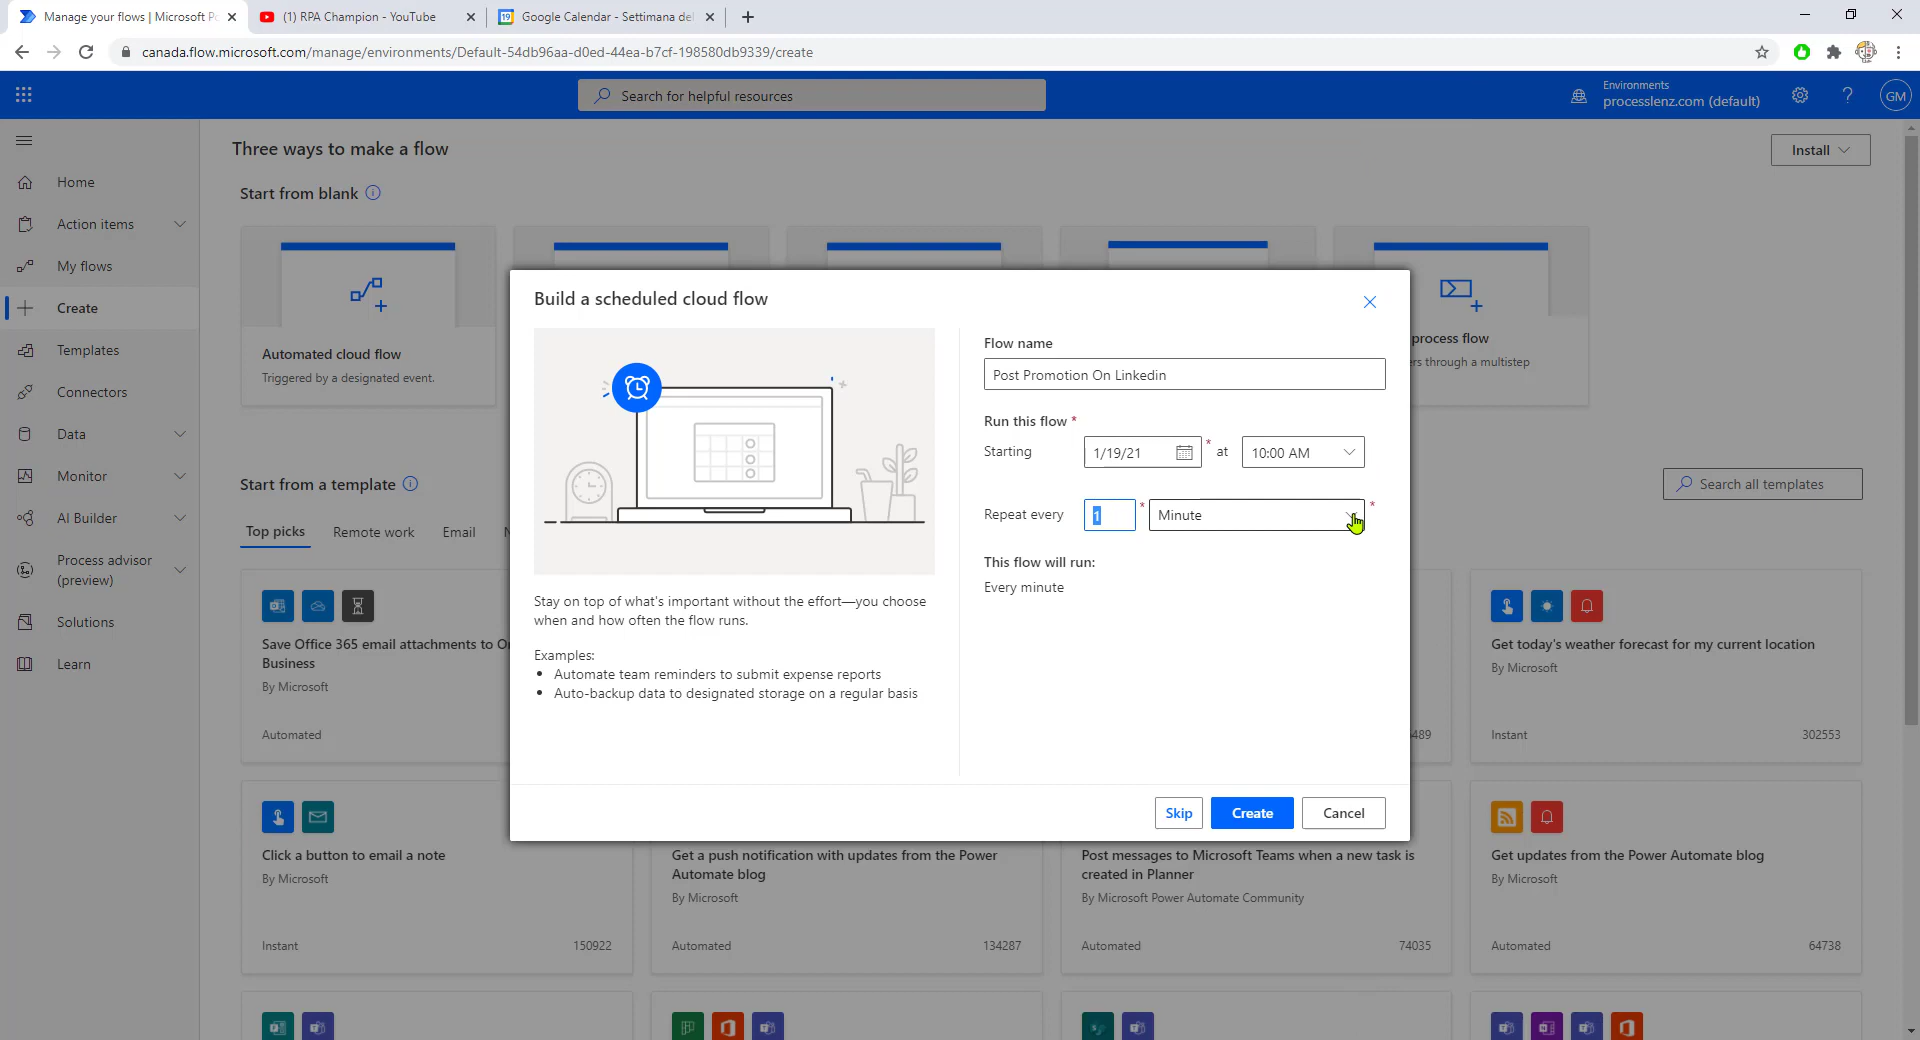 Manage your flows | Microsoft Po
(1) RPA Champion - YouTube
19
Google Calendar - Settimana del
canada.flow.microsoft.com/manage/environments/Default-54db96aa-d0ed-44ea-b7cf-198580db9339/create
Search for helpful resources
Environments
processlenz.com (default)
?
GM
Three ways to make a flow
Install
Start from blank
Home
Action items
My flows
Create
Templates
Connectors
Data
Monitor
AI Builder
Process advisor
(preview)
Solutions
Learn
Automated cloud flow
Triggered by a designated event.
process flow
rs through a multistep
Build a scheduled cloud flow
Flow name
Post Promotion On Linkedin
Run this flow *
Starting
1/19/21
* at
10:00 AM
Repeat every
1
*
Minute
*
This flow will run:
Every minute
Stay on top of what's important without the effort—you choose
when and how often the flow runs.
Examples:
• Automate team reminders to submit expense reports
• Auto-backup data to designated storage on a regular basis
Skip
Create
Cancel
Start from a template
Search all templates
Top picks
Remote work
Email
N
Save Office 365 email attachments to On
Business
By Microsoft
Automated
489
Get today's weather forecast for my current location
By Microsoft
Instant
302553
Click a button to email a note
By Microsoft
Instant
150922
Get a push notification with updates from the Power
Automate blog
By Microsoft
Automated
134287
Post messages to Microsoft Teams when a new task is
created in Planner
By Microsoft Power Automate Community
Automated
74035
Get updates from the Power Automate blog
By Microsoft
Automated
64738